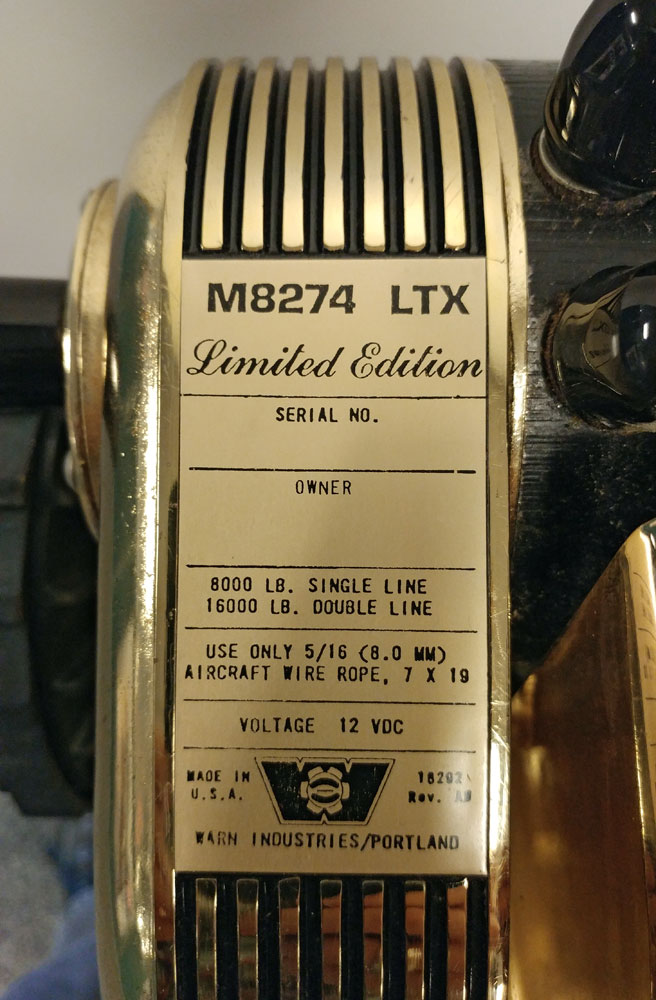 M8274 LTX
Limited Edition
SERIAL NO.
OWNER
8000 LB. SINGLE LINE
16000 LB. DOUBLE LINE
USE ONLY 5/16 (8.0 MM)
AIRCRAFT WIRE ROPE, 7 X 19
VOLTAGE 12 VDC
MADE IN
U.S.A.
Rev.
WARN INDUSTRIES/PORTLAND